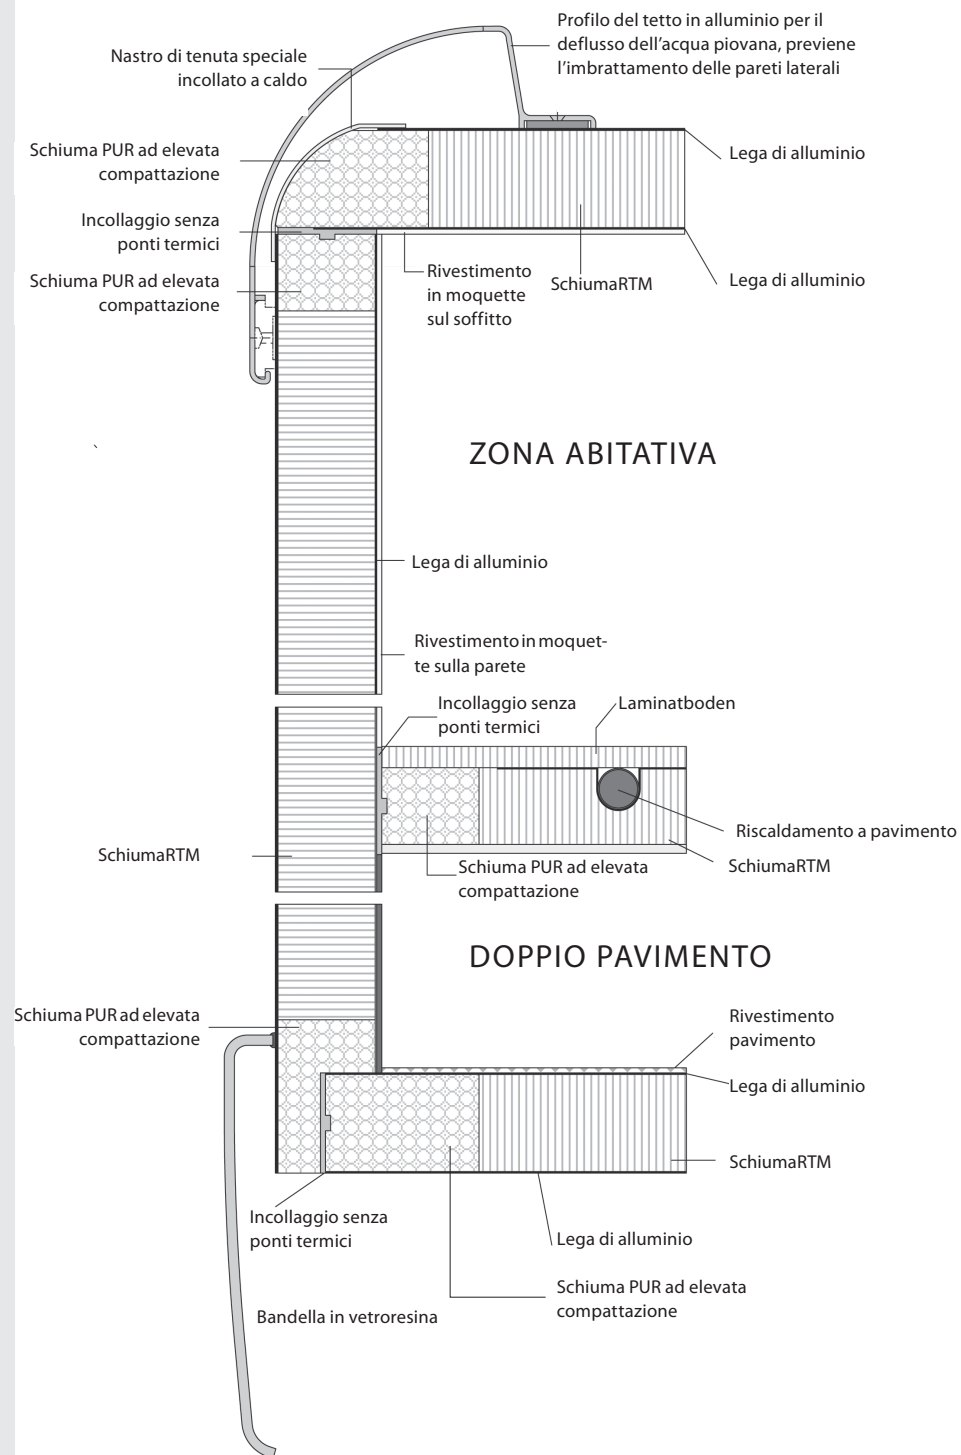 Profilo del tetto in alluminio per il
deflusso dell'acqua piovana, previene
l'imbrattamento delle pareti laterali
Nastro di tenuta speciale
incollato a caldo
Schiuma PUR ad elevata
compattazione
Lega di alluminio
Incollaggio senza
ponti termici
Schiuma PUR ad elevata
compattazione
Rivestimento
in moquette
sul soffitto
SchiumaRTM
Lega di alluminio
ZONA ABITATIVA
Lega di alluminio
Rivestimento in moquet-
te sulla parete
Incollaggio senza
ponti termici
Laminatboden
Riscaldamento a pavimento
SchiumaRTM
SchiumaRTM
Schiuma PUR ad elevata
compattazione
DOPPIO PAVIMENTO
Schiuma PUR ad elevata
compattazione
Rivestimento
pavimento
Lega di alluminio
SchiumaRTM
Incollaggio senza
ponti termici
Lega di alluminio
Schiuma PUR ad elevata
compattazione
Bandella in vetroresina